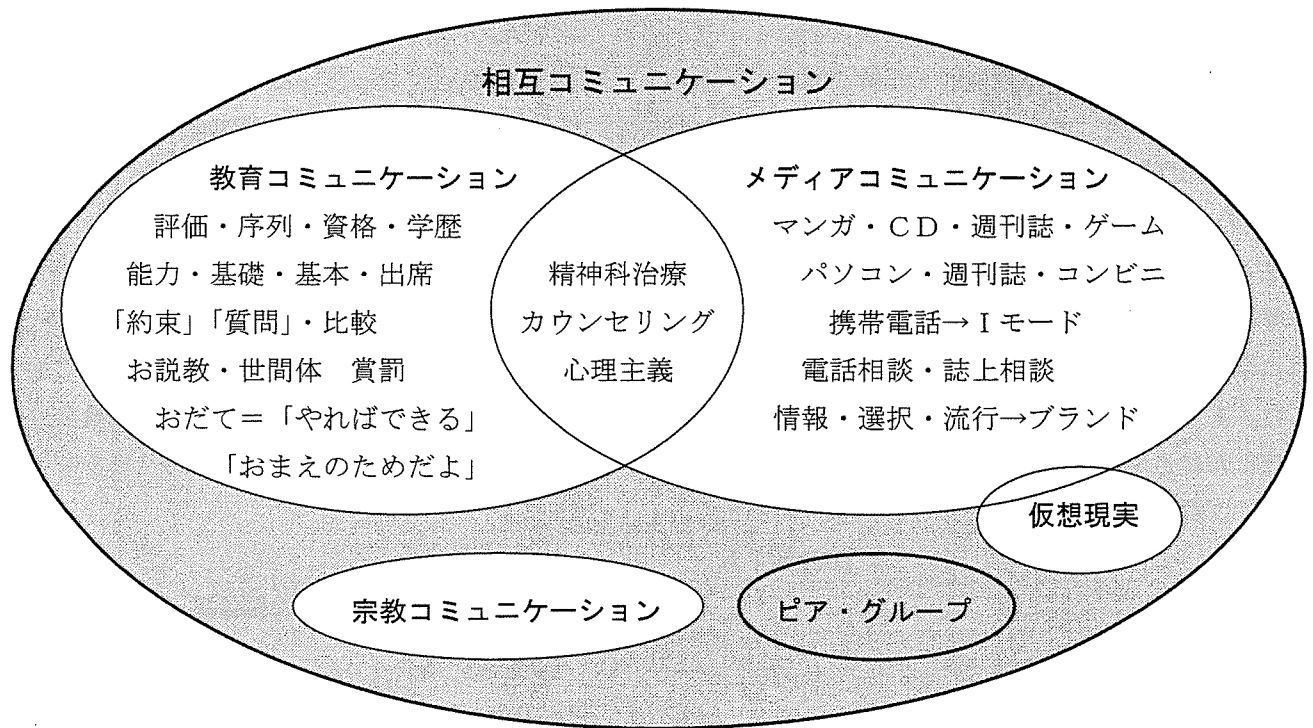 相互コミュニケーション
教育コミュニケーション
評価・序列・資格・学歴
能力・基礎・基本・出席
「約束」「質問」・比較
お説教・世間体　賞罰
おだて＝「やればできる」
「おまえのためだよ」
精神科治療
カウンセリング
心理主義
メディアコミュニケーション
マンガ・ＣＤ・週刊誌・ゲーム
パソコン・週刊誌・コンビニ
携帯電話→Ｉモード
電話相談・誌上相談
情報・選択・流行→ブランド
仮想現実
宗教コミュニケーション
ピア・グループ